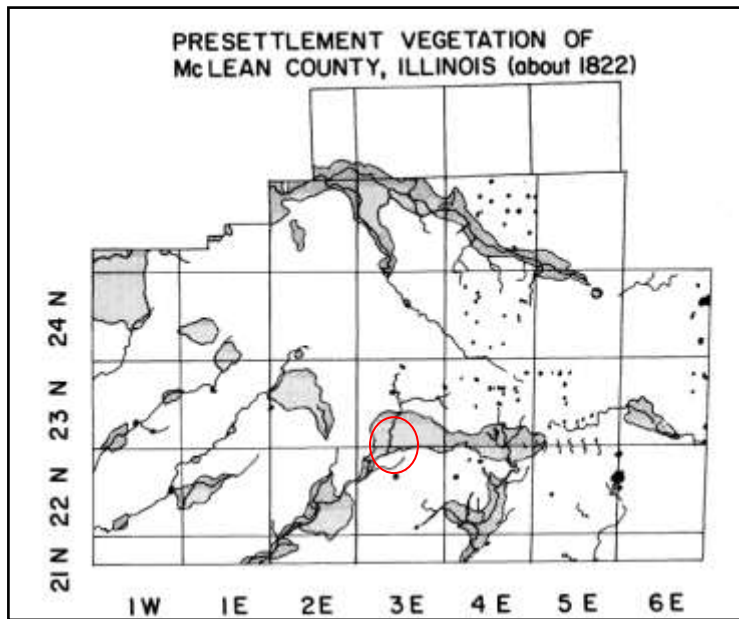 PRESETTLEMENT VEGETATION OF
McLEAN COUNTY, ILLINOIS (about 1822)
24 N
23 N
22 N
21 N
1W
1E
2E
3E
4E
5E
6E